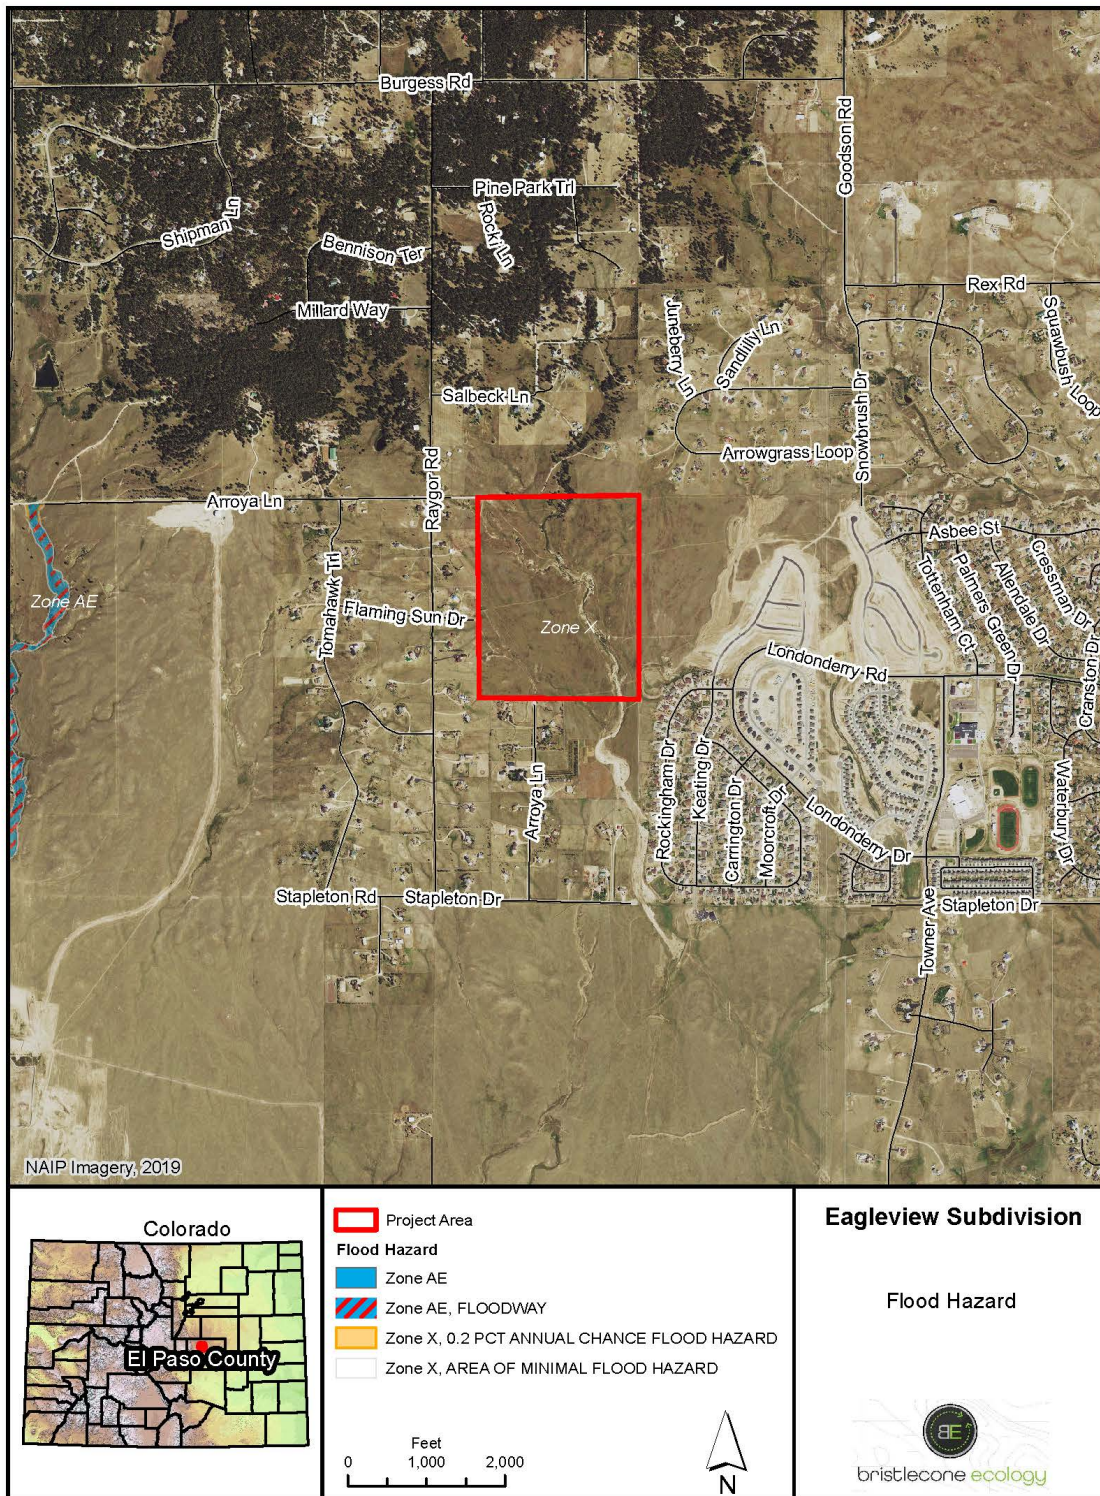 Burgess Rd
Goodson Rd
Pine Park Trl
Rocki Ln
Shipman Ln
Bennison Ter
Millard Way
Rex Rd
Squawbush Loop
Juneberry Ln
Sandlilly Ln
Salbeck Ln
Snowbrush Dr
Arrowgrass Loop
Raygor Rd
Arroya Ln
Asbee St
Cressman Dr
Allendale Dr
Palmers Green Dr
Tottenham Ct
Zone AE
Tomahawk Trl
Flaming Sun Dr
Zone X
Londonderry Rd
Cranston Dr
Rockingham Dr
Keating Dr
Carrington Dr
Moorcroft Dr
Arroya Ln
Londonderry Dr
Waterbury Dr
Stapleton Rd
Stapleton Dr
Towner Ave
Stapleton Dr
NAIP Imagery, 2019
Colorado
El Paso County
Project Area
Flood Hazard
Zone AE
Zone AE, FLOODWAY
Zone X, 0.2 PCT ANNUAL CHANCE FLOOD HAZARD
Zone X, AREA OF MINIMAL FLOOD HAZARD
Feet
0 1,000 2,000
N
Eagleview Subdivision
Flood Hazard
BE
bristlecone ecology